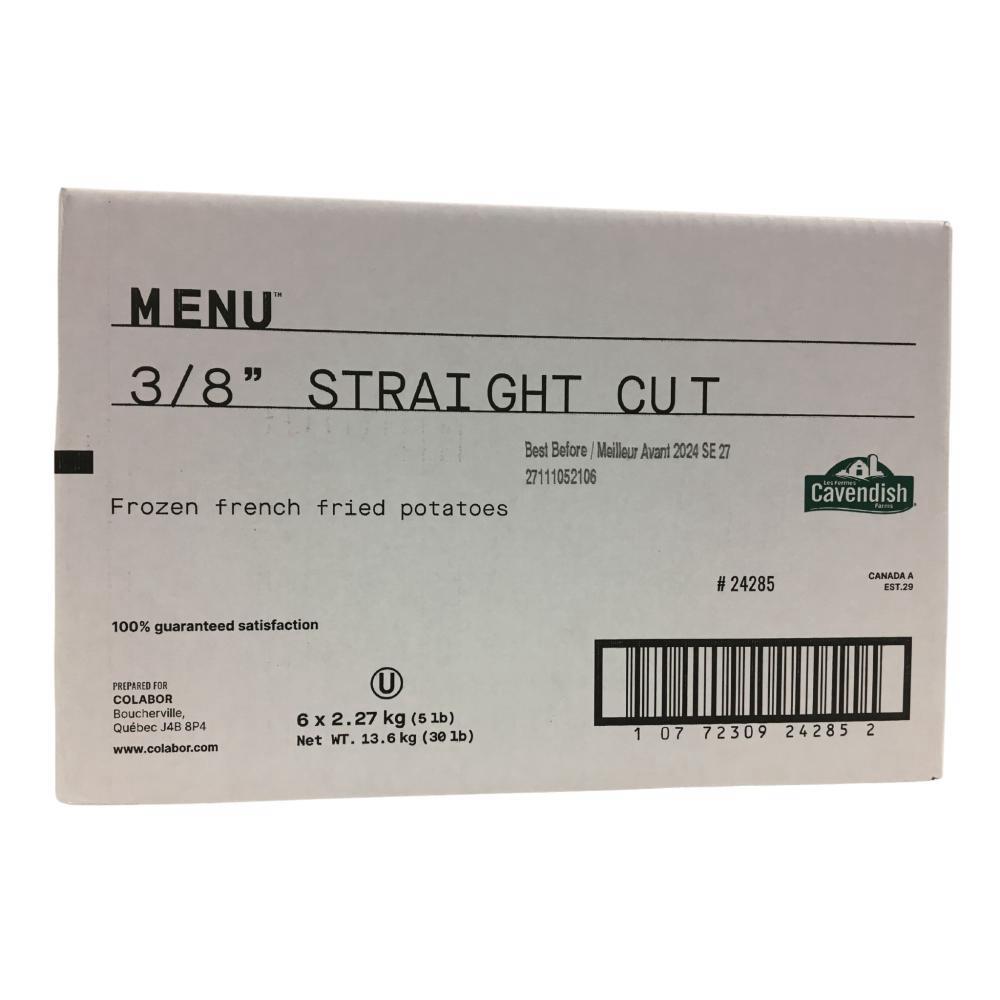 MENU™
3/8” STRAIGHT CUT
Best Before / Meilleur Avant 2024 SE 27
27111052106
Les Fermes
Cavendish
Farms
Frozen french fried potatoes
# 24285
CANADA A
EST.29
100% guaranteed satisfaction
PREPARED FOR
COLABOR
Boucherville,
Québec J4B 8P4
www.colabor.com
U
6 x 2.27 kg (5 lb)
Net WT. 13.6 kg (30 lb)
1 07 72309 24285 2